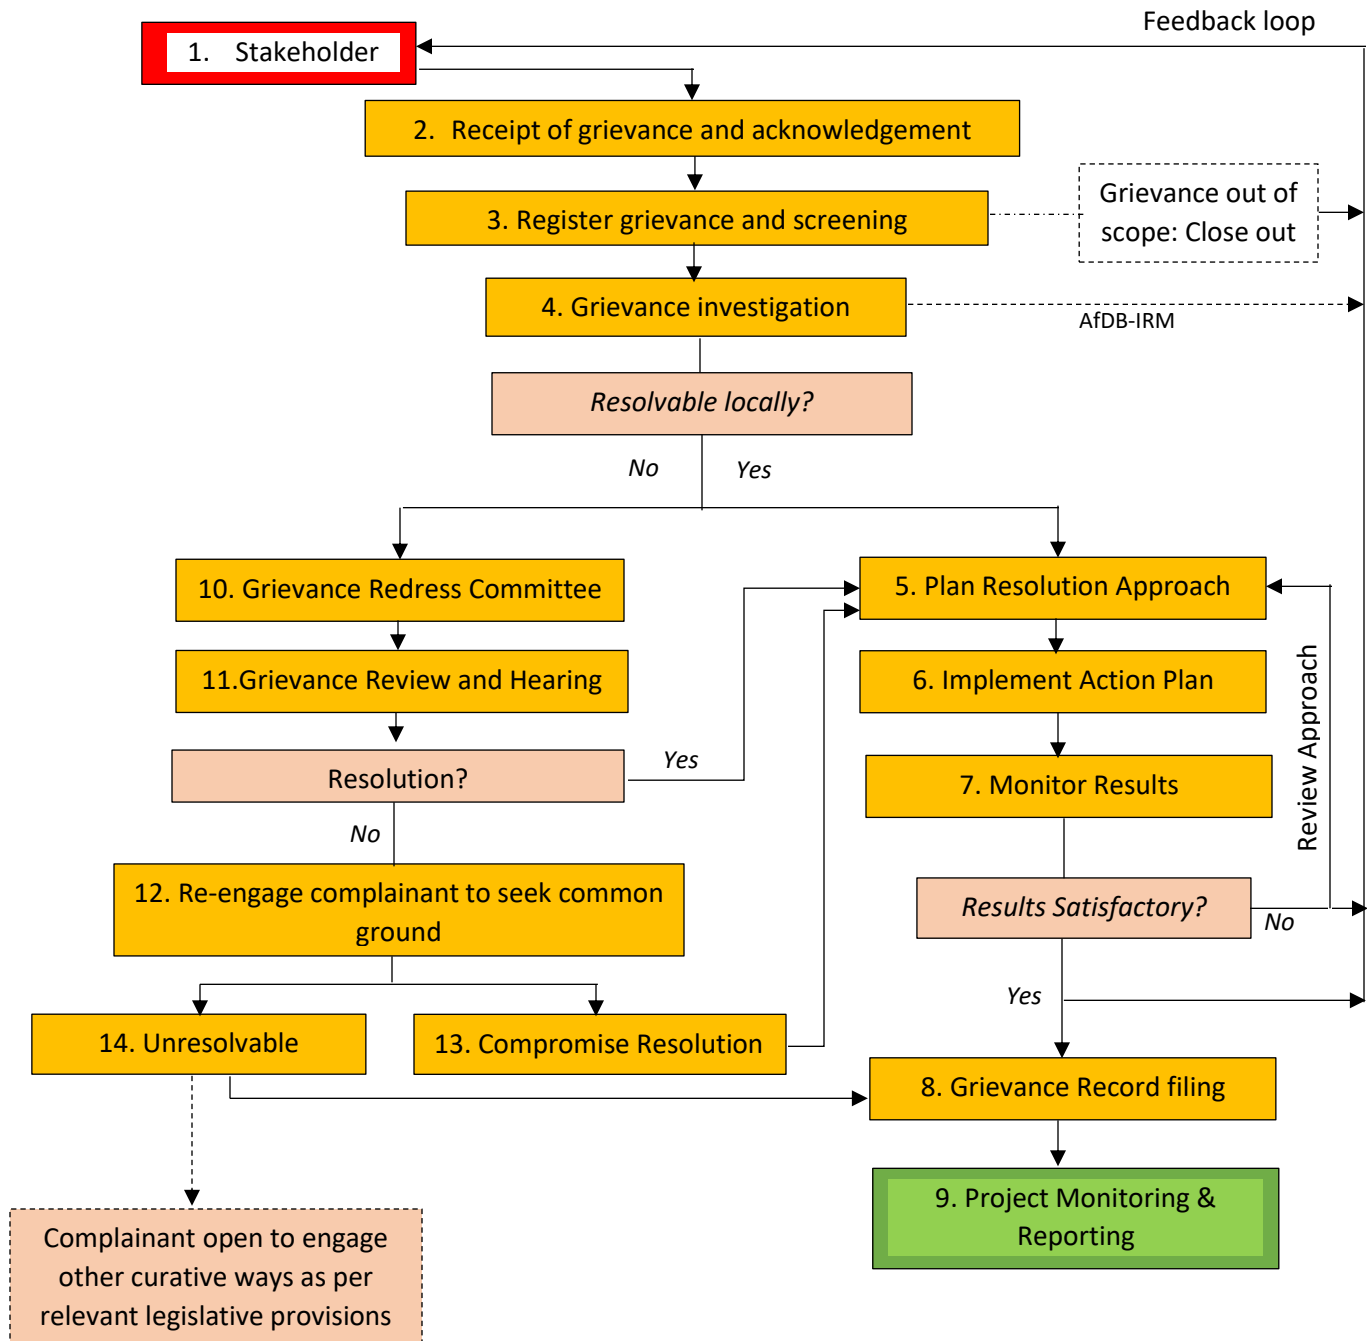 Feedback loop
1. Stakeholder
2. Receipt of grievance and acknowledgement
3. Register grievance and screening
Grievance out of
scope: Close out
4. Grievance investigation
AfDB-IRM
Resolvable locally?
No
Yes
10. Grievance Redress Committee
5. Plan Resolution Approach
11.Grievance Review and Hearing
6. Implement Action Plan
Review Approach
Resolution?
Yes
7. Monitor Results
No
12. Re-engage complainant to seek common
ground
Results Satisfactory?
No
Yes
14. Unresolvable
13. Compromise Resolution
8. Grievance Record filing
9. Project Monitoring &
Reporting
Complainant open to engage
other curative ways as per
relevant legislative provisions